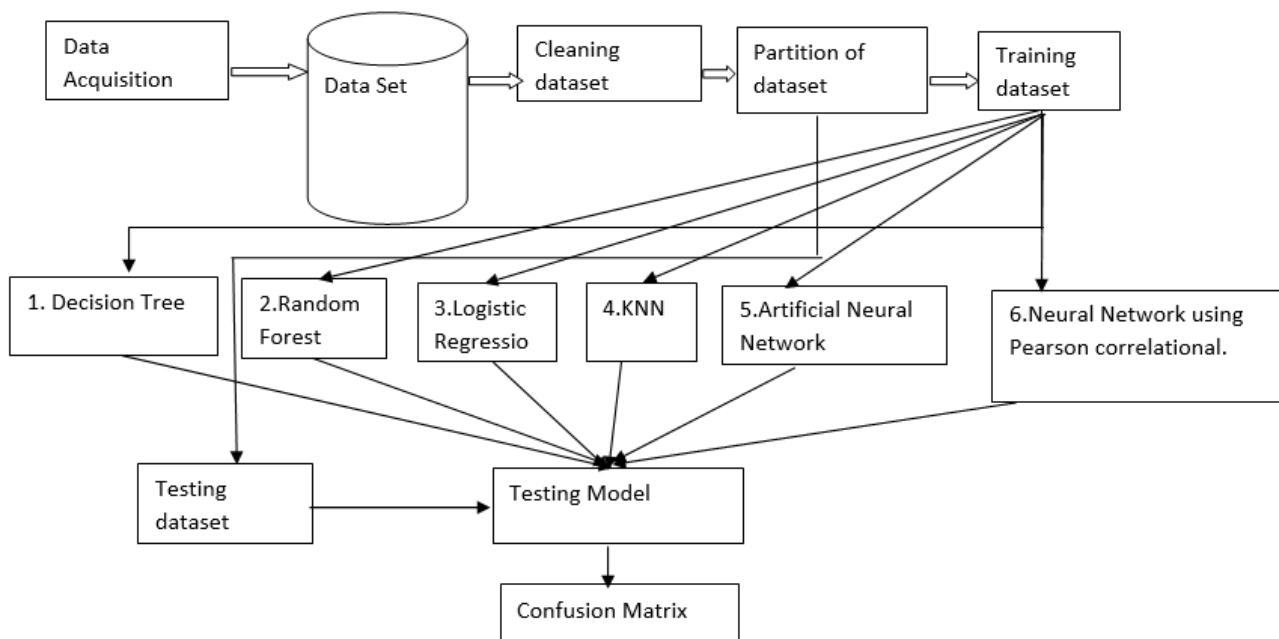 Data
Acquisition
Data Set
Cleaning
dataset
Partition of
dataset
Training
dataset
1. Decision Tree
2.Random
Forest
3.Logistic
Regressio
4.KNN
5.Artificial Neural
Network
6.Neural Network using
Pearson correlational.
Testing
dataset
Testing Model
Confusion Matrix